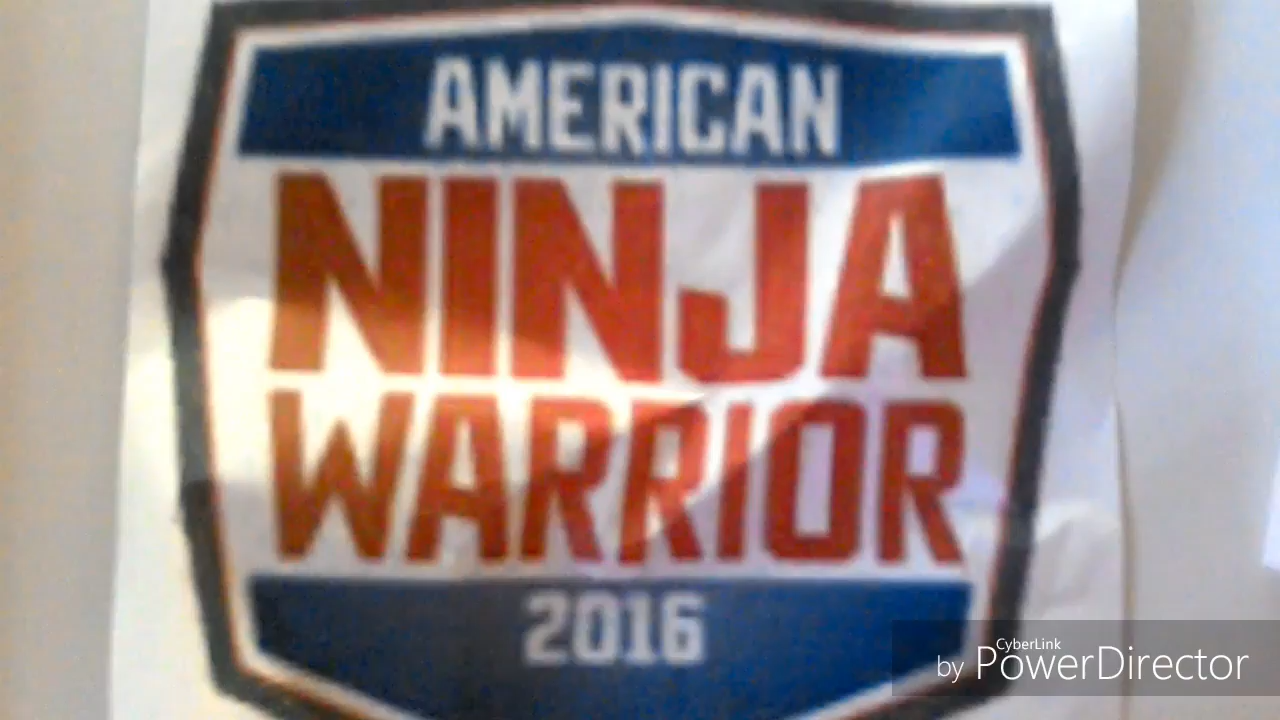 AMERICAN
NINJA
WARRIOR
2016
CyberLink
by PowerDirector